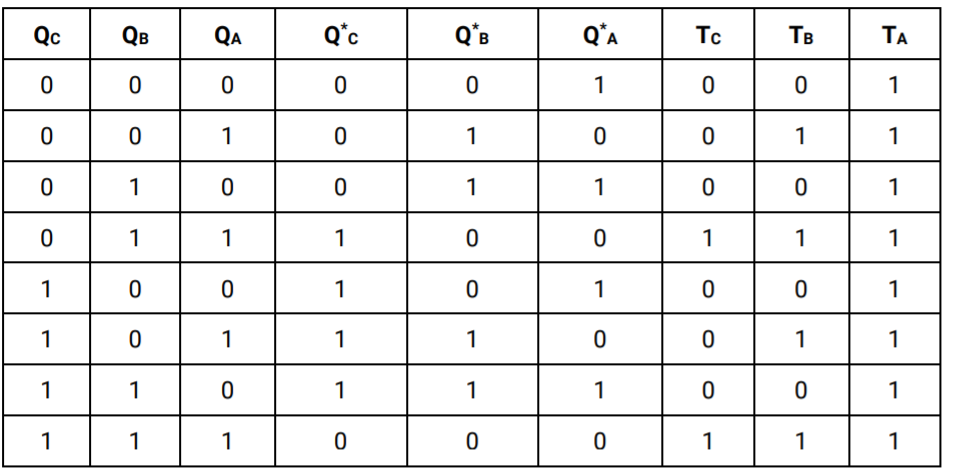 QC QB QA Q*C Q*B Q*A TC TB TA
0 0 0 0 0 1 0 0 1
0 0 1 0 1 0 0 1 1
0 1 0 0 1 1 0 0 1
0 1 1 1 0 0 1 1 1
1 0 0 1 0 1 0 0 1
1 0 1 1 1 0 0 1 1
1 1 0 1 1 1 0 0 1
1 1 1 0 0 0 1 1 1